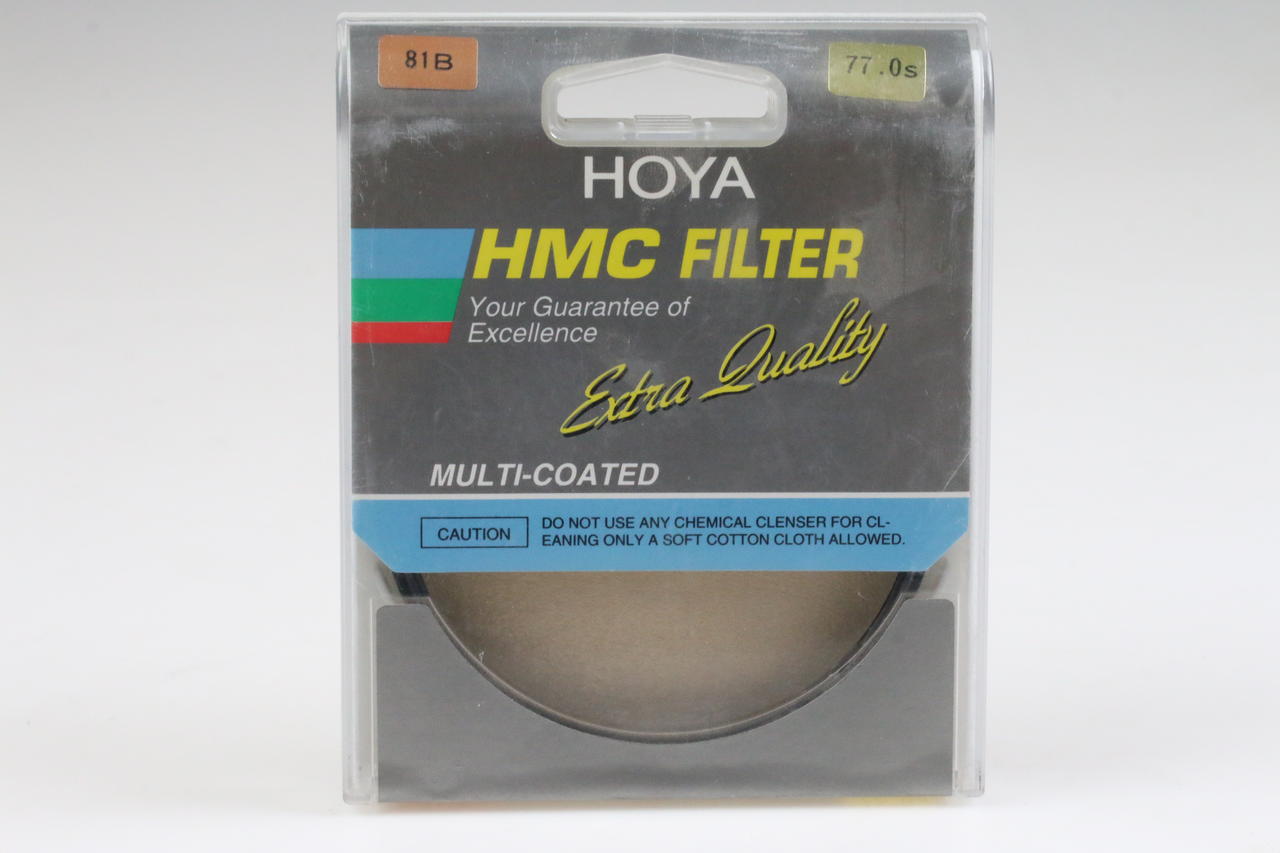 81B
77.0s
HOYA
HMC FILTER
Your Guarantee of
Excellence
Extra Quality
MULTI-COATED
CAUTION
DO NOT USE ANY CHEMICAL CLENSER FOR CL-
EANING ONLY A SOFT COTTON CLOTH ALLOWED.